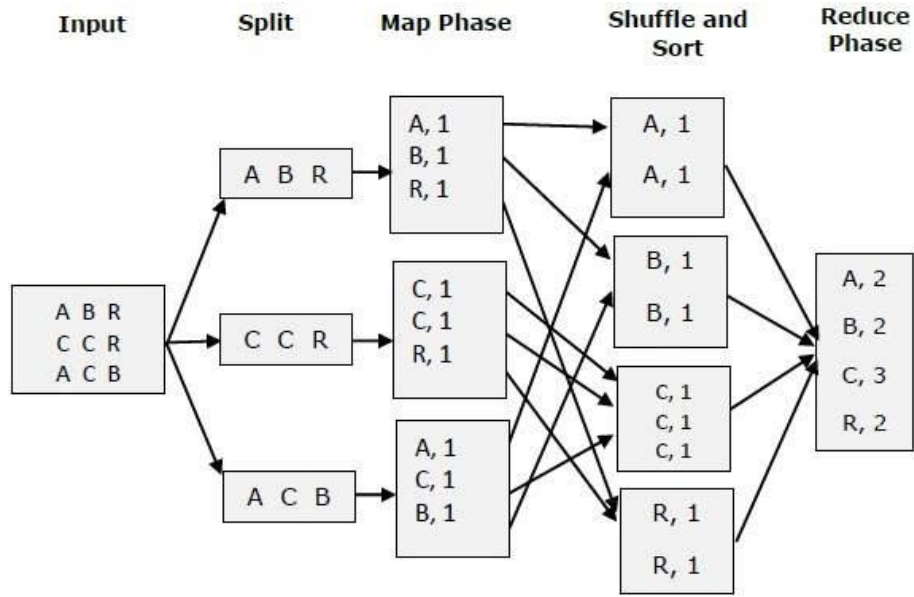 Input
Split
Map Phase
Shuffle and
Sort
Reduce
Phase
A B R
C C R
A C B
A B R
C C R
A C B
A, 1
B, 1
R, 1
C, 1
C, 1
R, 1
A, 1
C, 1
B, 1
A, 1
A, 1
B, 1
B, 1
C, 1
C, 1
C, 1
R, 1
R, 1
A, 2
B, 2
C, 3
R, 2